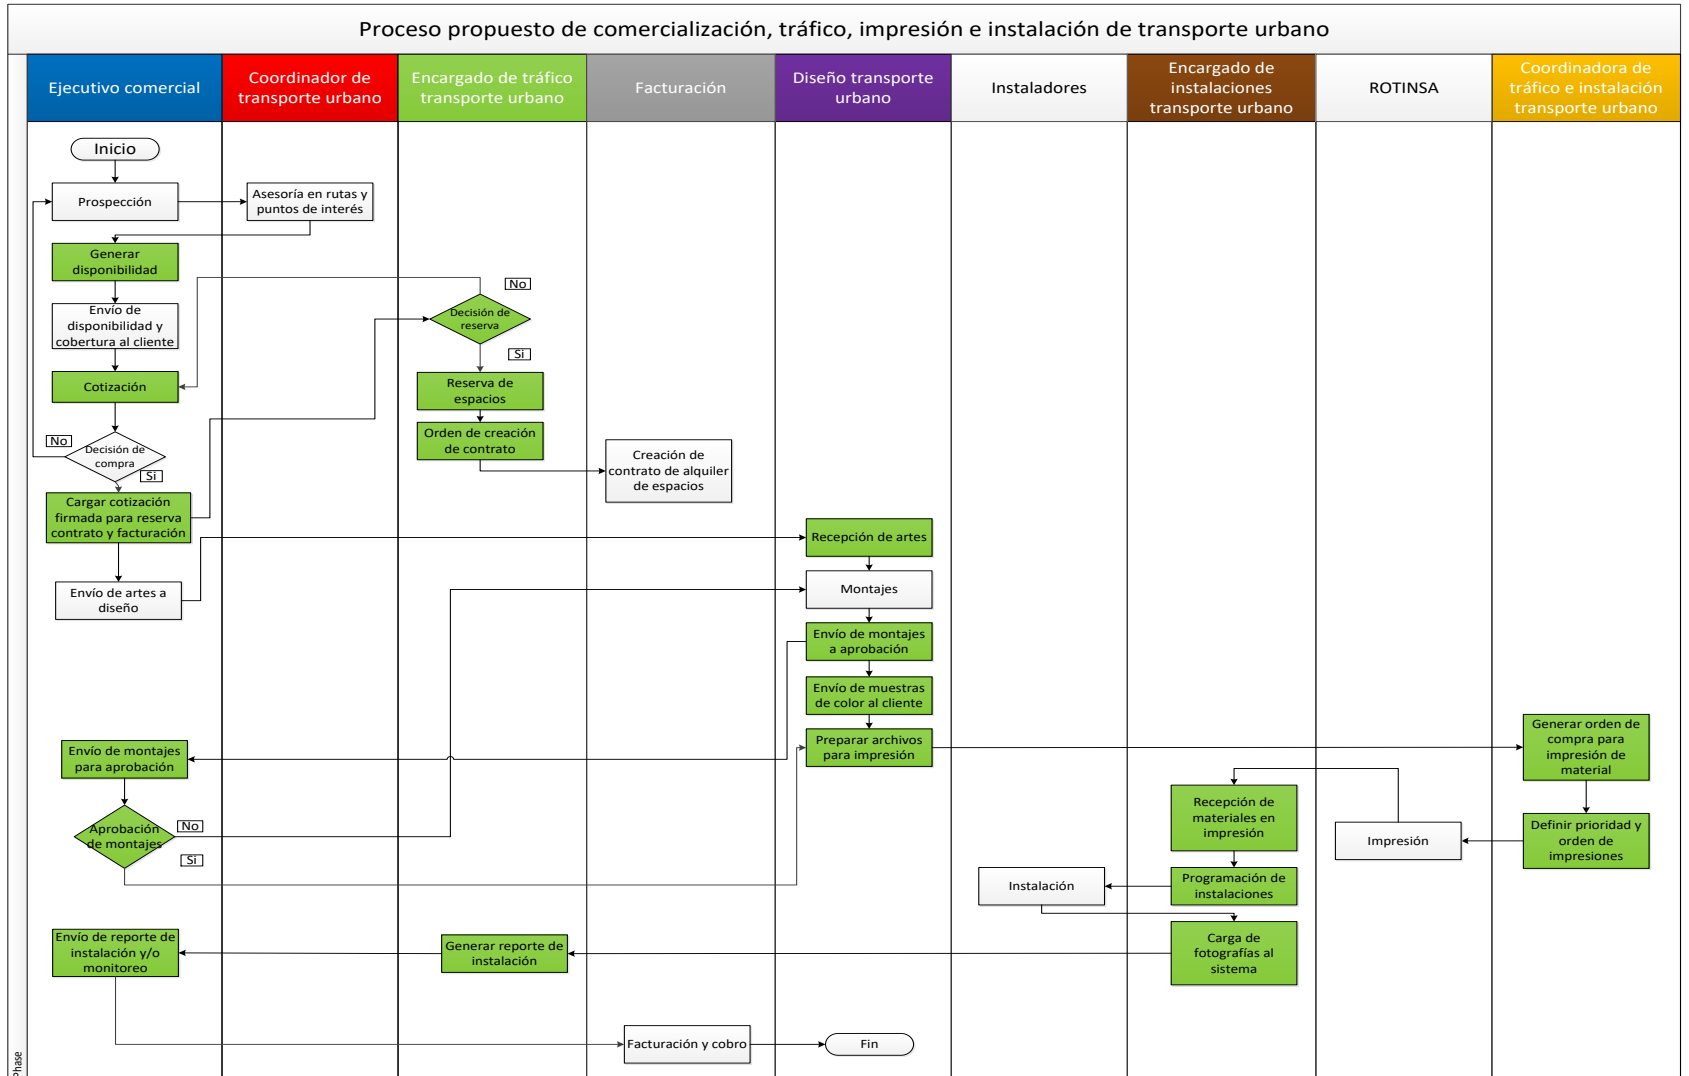 Proceso propuesto de comercialización, tráfico, impresión e instalación de transporte urbano
Ejecutivo comercial
Coordinador de
transporte urbano
Encargado de tráfico
transporte urbano
Facturación
Diseño transporte
urbano
Instaladores
Encargado de
instalaciones
transporte urbano
ROTINSA
Coordinadora de
tráfico e instalación
transporte urbano
Inicio
Prospección
Asesoría en rutas y
puntos de interés
Generar
disponibilidad
Envío de
disponibilidad y
cobertura al cliente
Cotización
No
Decisión de
compra
Si
Cargar cotización
firmada para reserva
contrato y facturación
Envío de artes a
diseño
No
Decisión de
reserva
Si
Reserva de
espacios
Orden de creación
de contrato
Creación de
contrato de alquiler
de espacios
Recepción de artes
Montajes
Envío de montajes
a aprobación
Envío de muestras
de color al cliente
Preparar archivos
para impresión
Envío de montajes
para aprobación
Aprobación
de montajes
No
Si
Generar orden de
compra para
impresión de
material
Definir prioridad y
orden de
impresiones
Impresión
Recepción de
materiales en
impresión
Programación de
instalaciones
Instalación
Carga de
fotografías al
sistema
Generar reporte de
instalación
Envío de reporte de
instalación y/o
monitoreo
Facturación y cobro
Fin
Phase